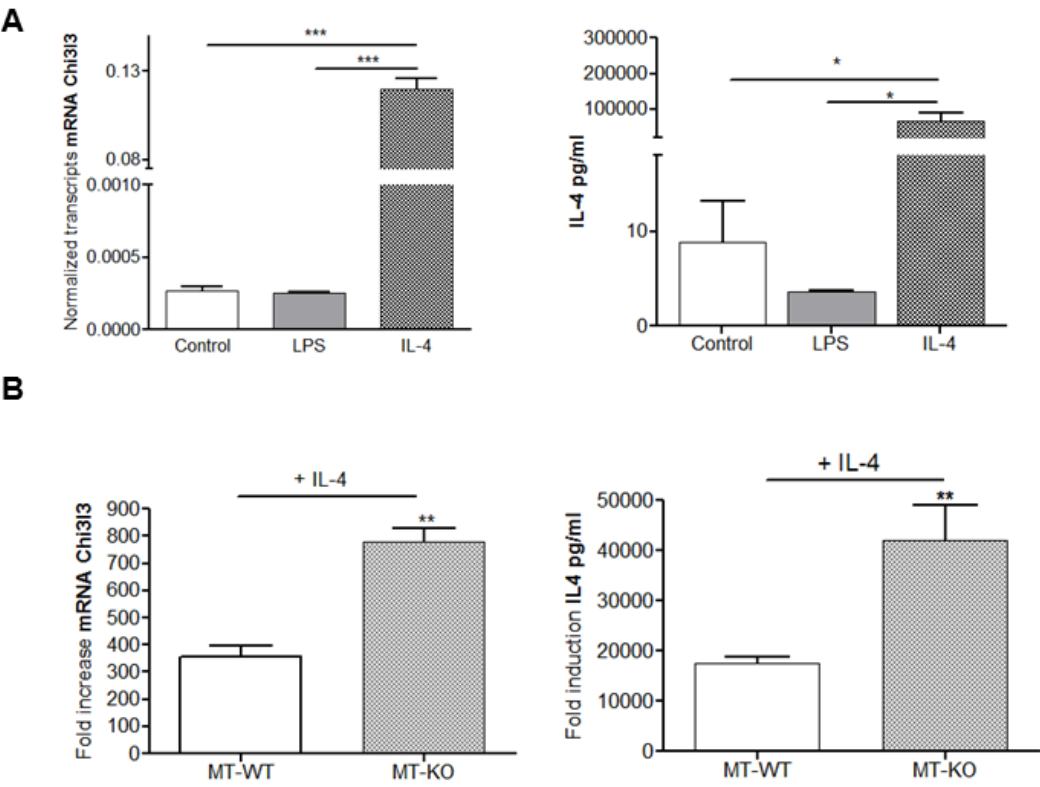 A
Normalized transcripts mRNA Chi3l3
0.13
0.08
0.0010
0.0005
0.0000
***
***
Control
LPS
IL-4
IL-4 pg/ml
300000
200000
100000
10
0
*
*
Control
LPS
IL-4
B
Fold increase mRNA Chi3l3
900
800
700
600
500
400
300
200
100
0
+ IL-4
**
MT-WT
MT-KO
Fold induction IL4 pg/ml
50000
40000
30000
20000
10000
0
+ IL-4
**
MT-WT
MT-KO